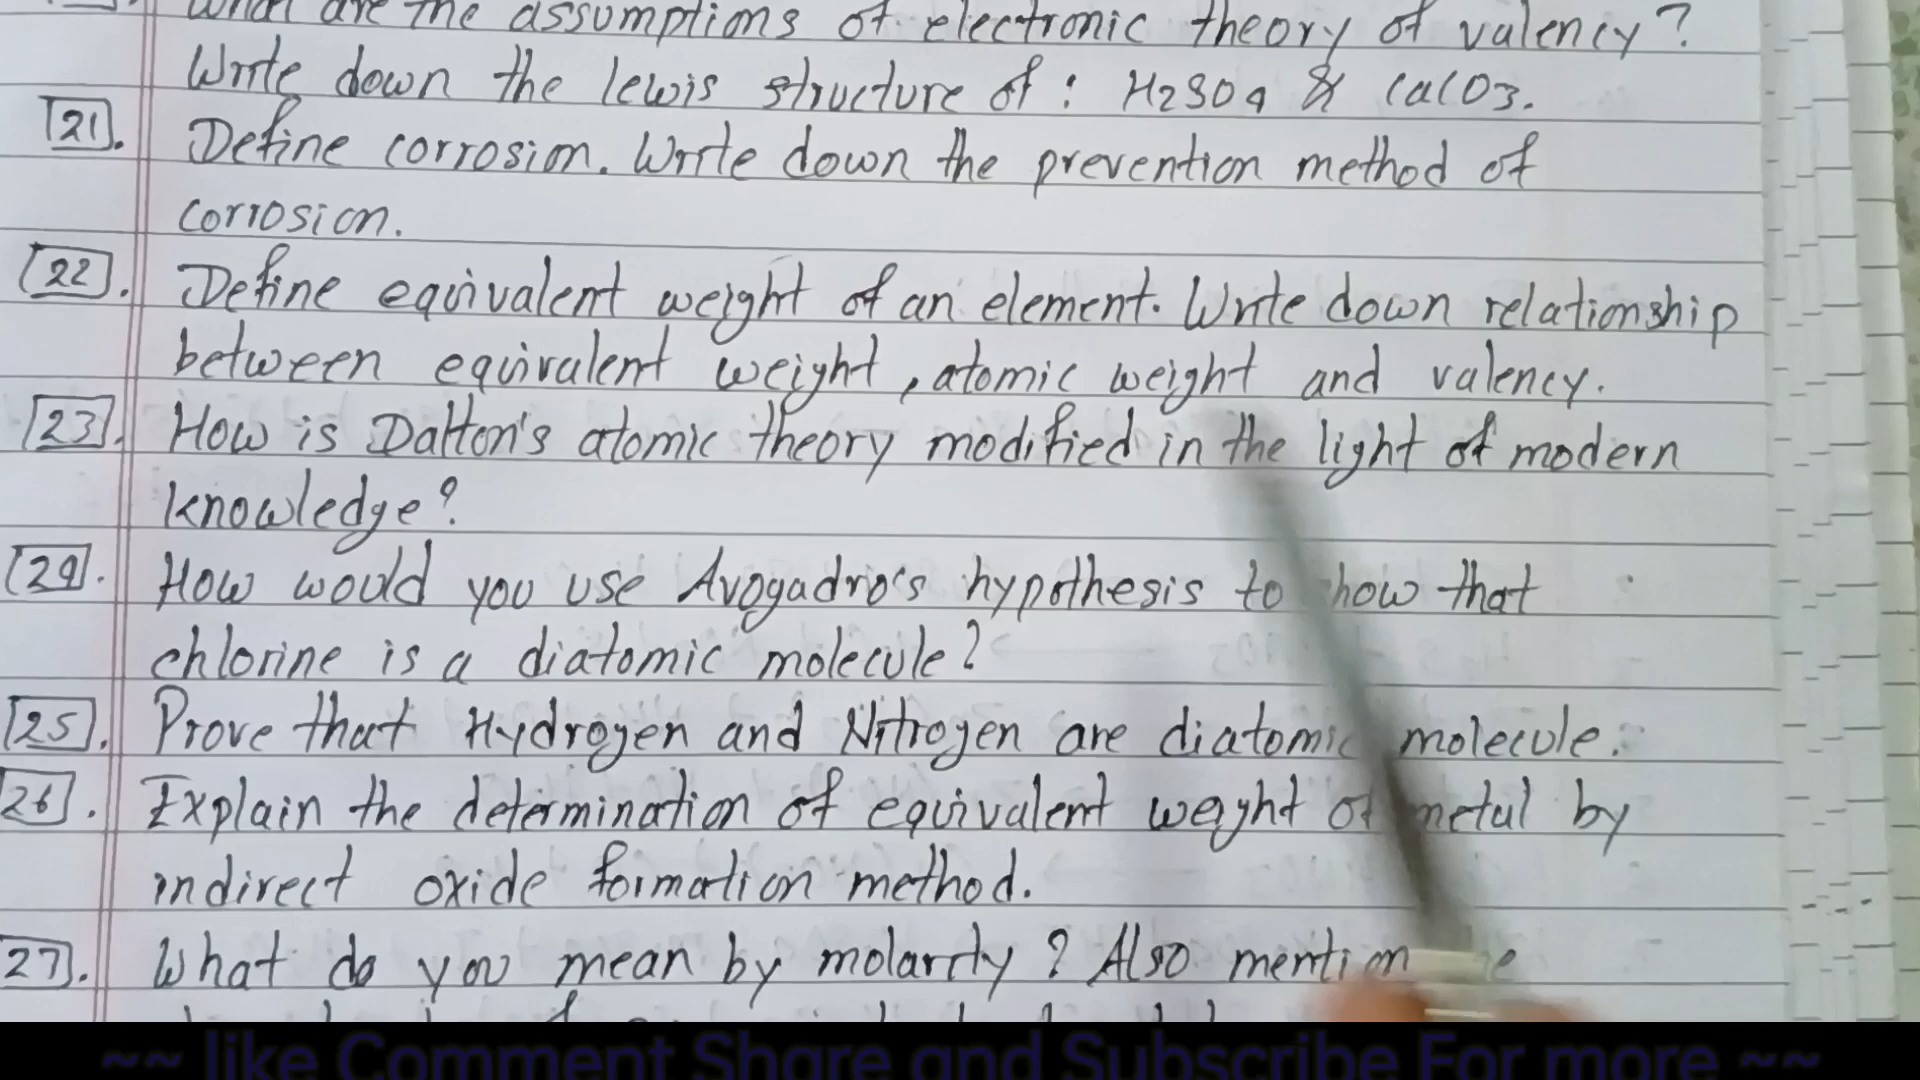 What are the assumptions of electronic theory of valency?
Write down the lewis structure of : H2SO4 & CaCO3.
21. Define corrosion. Write down the prevention method of
corrosion.
22. Define equivalent weight of an element. Write down relationship
between equivalent weight, atomic weight and valency.
23. How is Dalton's atomic theory modified in the light of modern
knowledge?
24. How would you use Avogadro's hypothesis to show that
chlorine is a diatomic molecule?
25. Prove that Hydrogen and Nitrogen are diatomic molecule.
26. Explain the determination of equivalent weight of metal by
indirect oxide formation method.
27. What do you mean by molarity? Also mention
~~ like Comment Share and Subscribe For more ~~